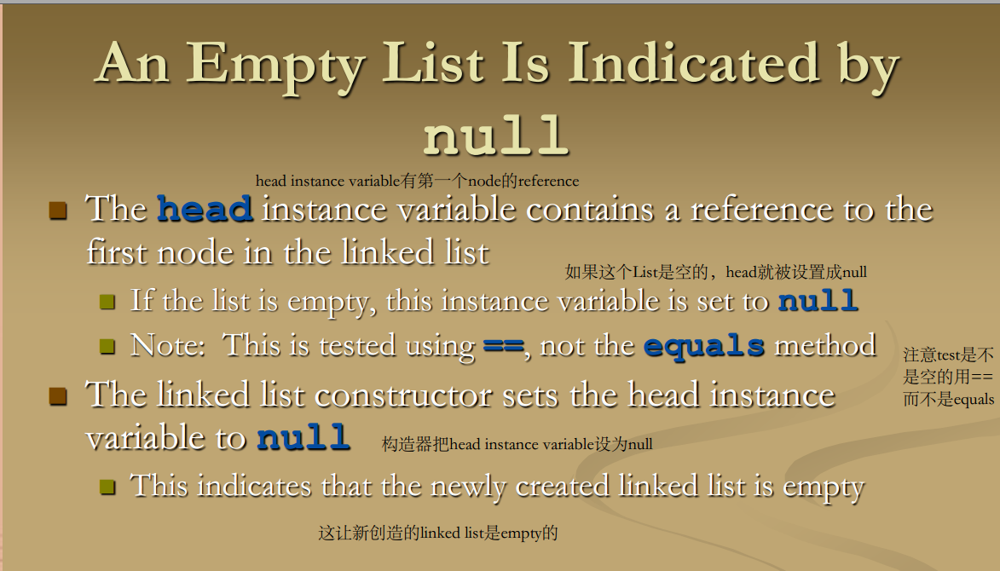 An Empty List Is Indicated by
null
head instance variable有第一个node的reference
The head instance variable contains a reference to the
first node in the linked list
如果这个List是空的，head就被设置成null
If the list is empty, this instance variable is set to null
Note: This is tested using ==, not the equals method
注意test是不
是空的用==
而不是equals
The linked list constructor sets the head instance
variable to null
构造器把head instance variable设为null
This indicates that the newly created linked list is empty
这让新创造的linked list是empty的